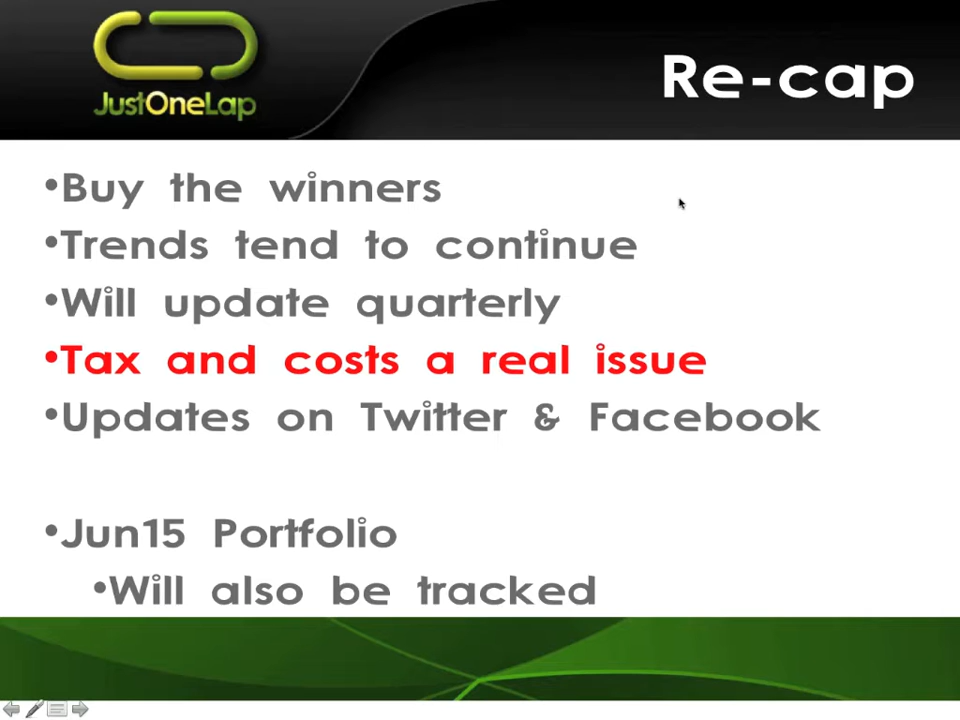 JustOneLap
Re-cap
•Buy the winners
•Trends tend to continue
•Will update quarterly
•Tax and costs a real issue
•Updates on Twitter & Facebook
•Jun15 Portfolio
•Will also be tracked